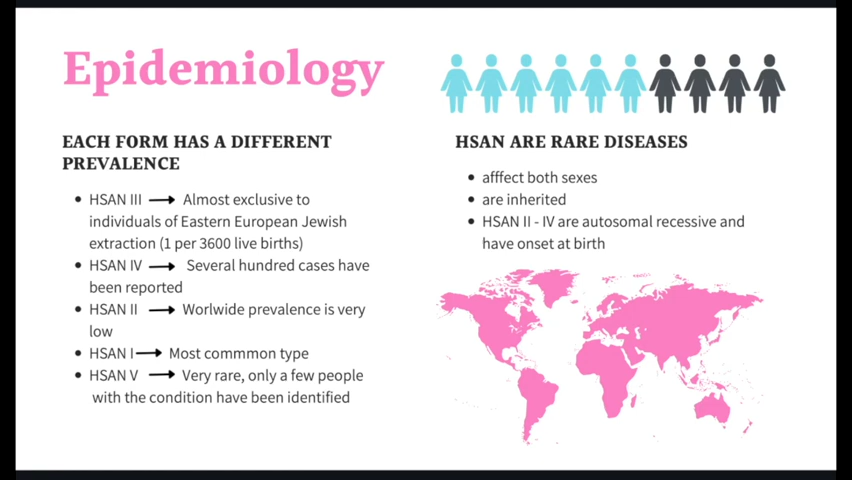 Epidemiology
EACH FORM HAS A DIFFERENT
PREVALENCE
HSAN III → Almost exclusive to
individuals of Eastern European Jewish
extraction (1 per 3600 live births)
HSAN IV → Several hundred cases have
been reported
HSAN II → Worlwide prevalence is very
low
HSAN I → Most commmon type
HSAN V → Very rare, only a few people
with the condition have been identified
HSAN ARE RARE DISEASES
afffect both sexes
are inherited
HSAN II - IV are autosomal recessive and
have onset at birth